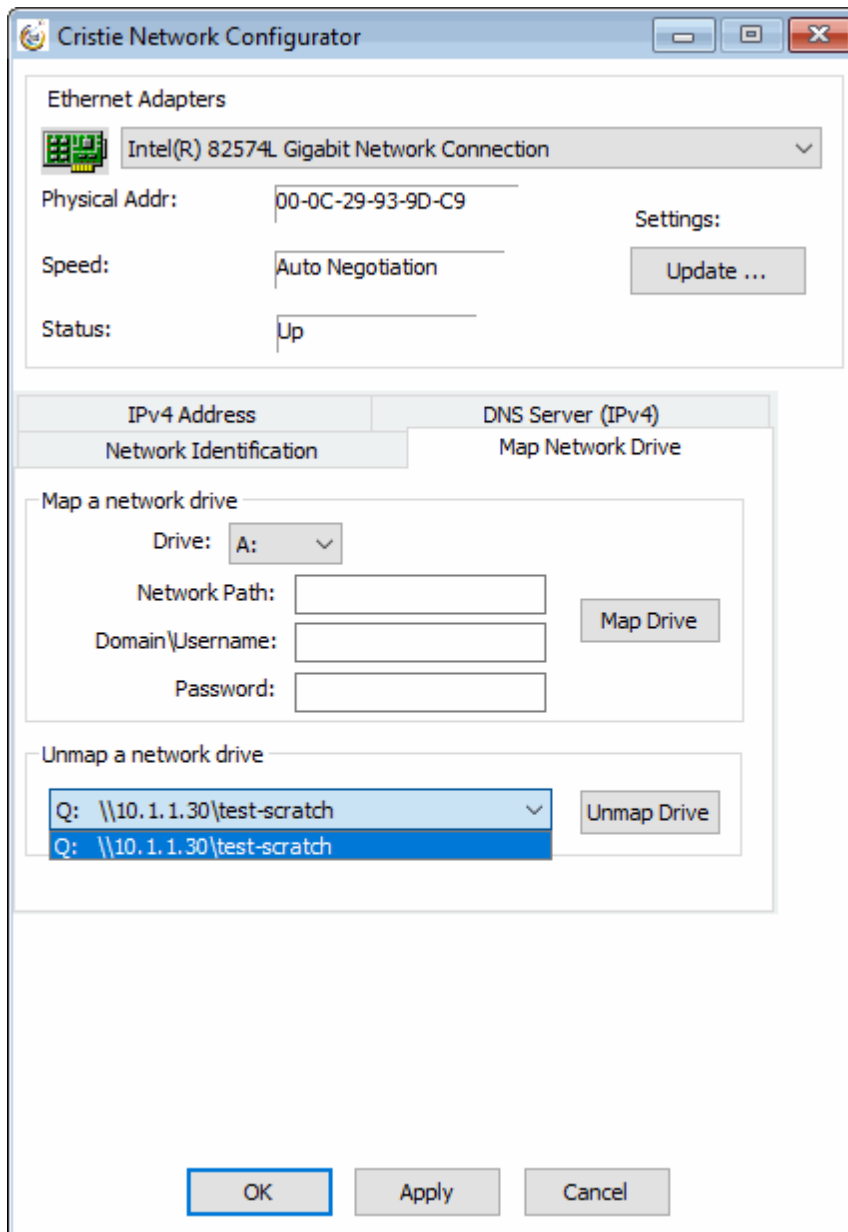 Cristie Network Configurator
Ethernet Adapters
Intel(R) 82574L Gigabit Network Connection
Physical Addr: 00-0C-29-93-9D-C9
Settings:
Speed: Auto Negotiation
Update ...
Status: Up
IPv4 Address DNS Server (IPv4)
Network Identification Map Network Drive
Map a network drive
Drive: A:
Network Path:
Map Drive
Domain\Username:
Password:
Unmap a network drive
Q: \\10.1.1.30\test-scratch Unmap Drive
Q: \\10.1.1.30\test-scratch
OK Apply Cancel